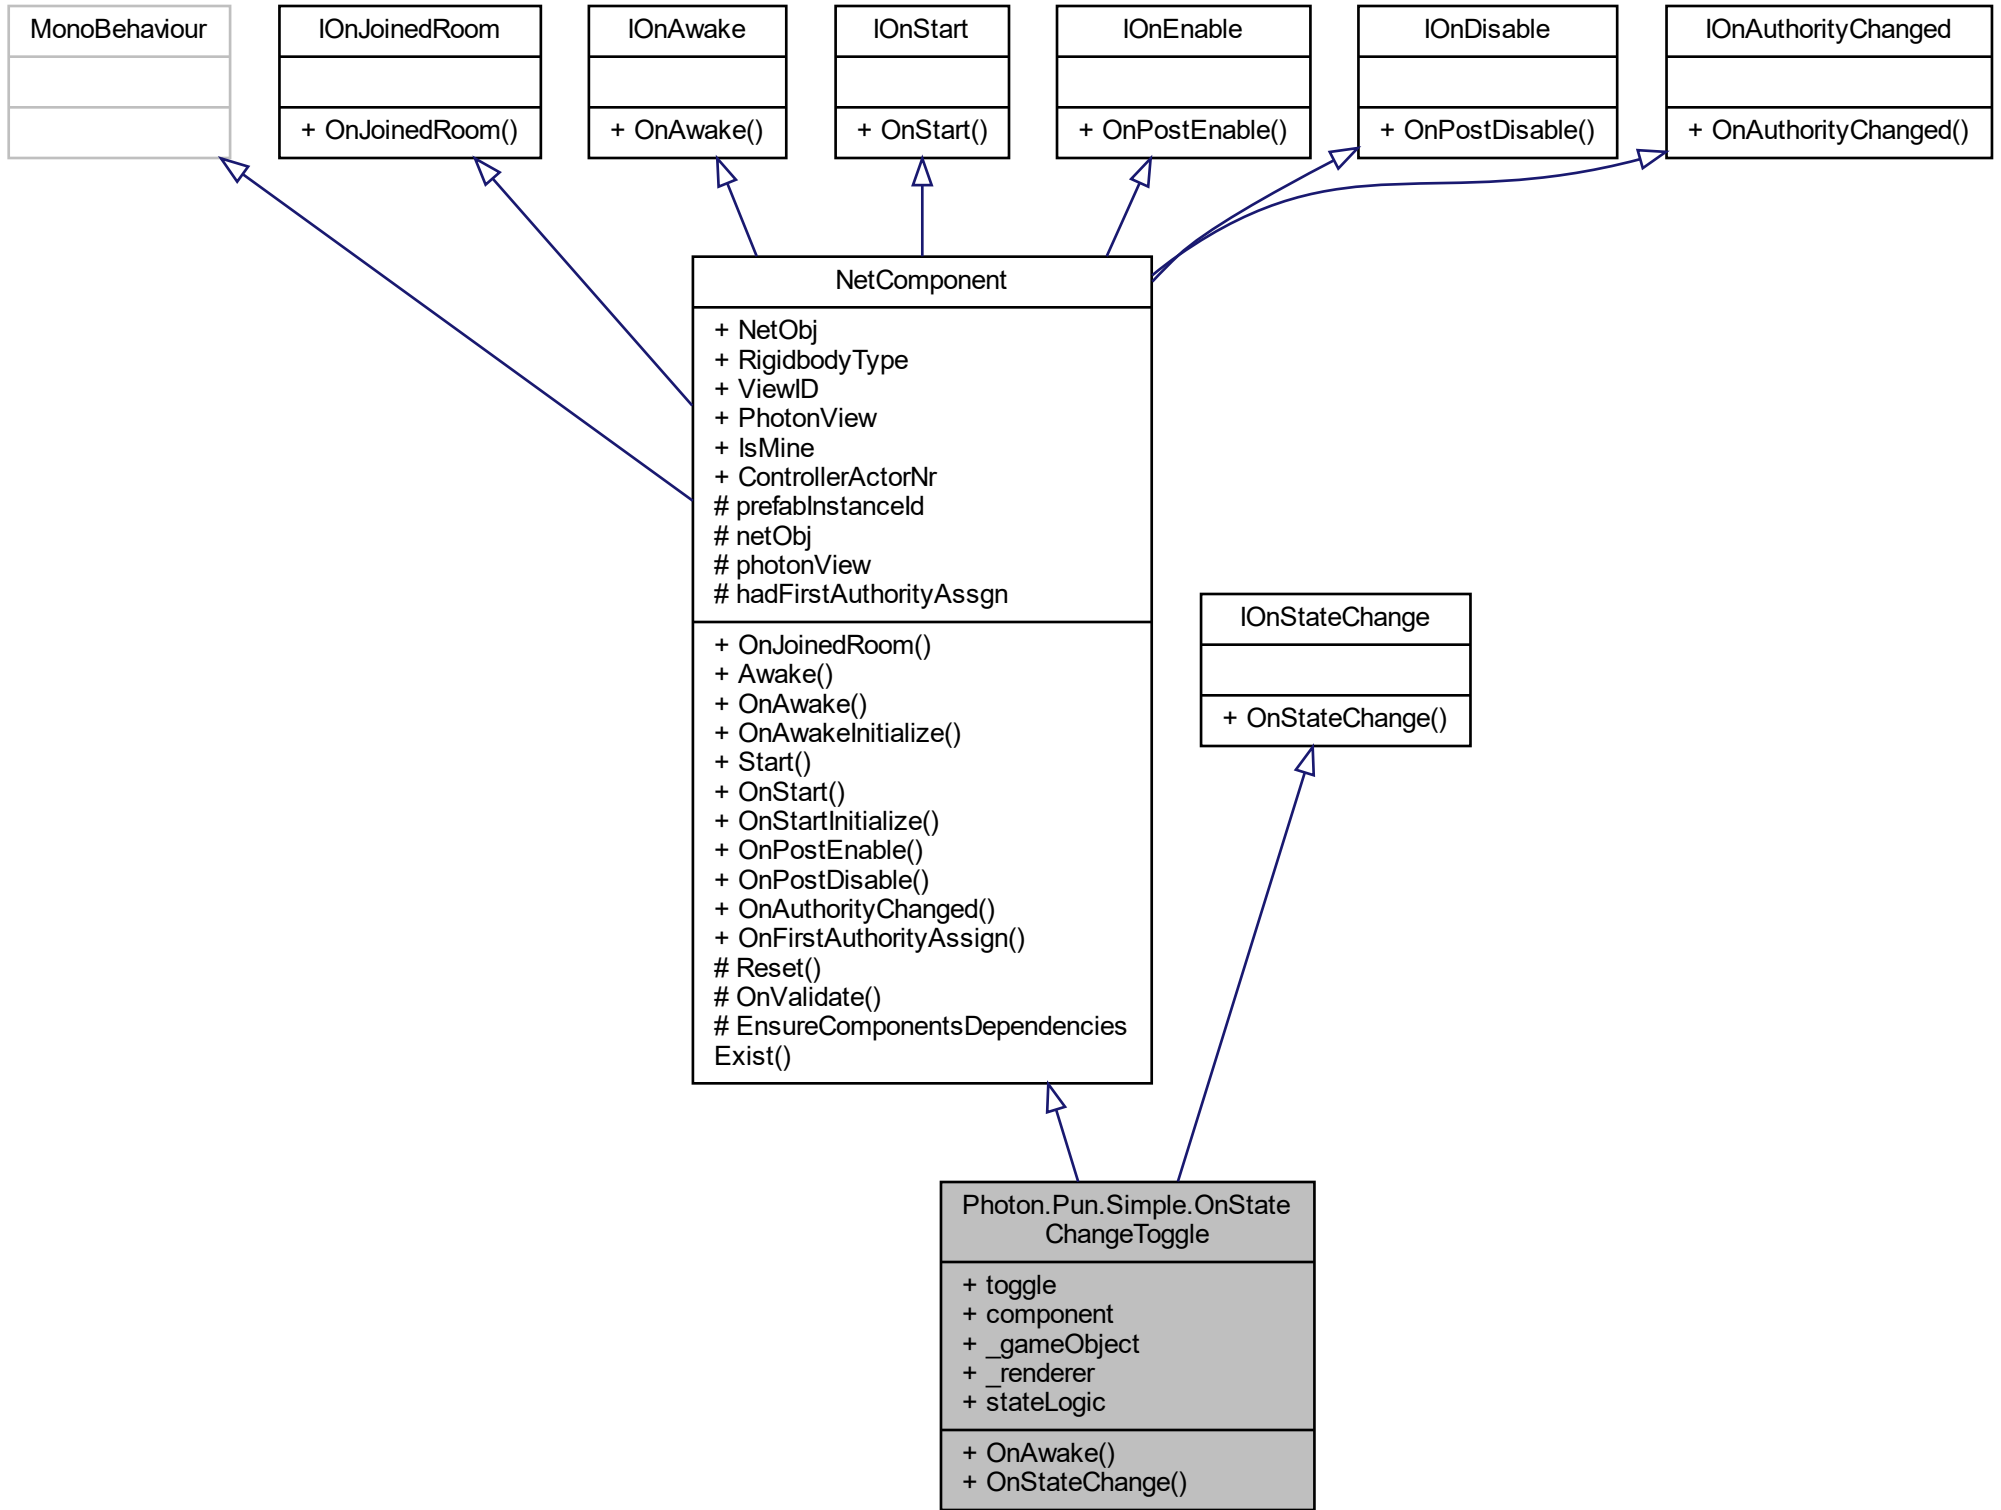 MonoBehaviour
IOnJoinedRoom
+ OnJoinedRoom()
IOnAwake
+ OnAwake()
IOnStart
+ OnStart()
IOnEnable
+ OnPostEnable()
IOnDisable
+ OnPostDisable()
IOnAuthorityChanged
+ OnAuthorityChanged()
NetComponent
+ NetObj
+ RigidbodyType
+ ViewID
+ PhotonView
+ IsMine
+ ControllerActorNr
# prefabInstanceId
# netObj
# photonView
# hadFirstAuthorityAssgn
+ OnJoinedRoom()
+ Awake()
+ OnAwake()
+ OnAwakeInitialize()
+ Start()
+ OnStart()
+ OnStartInitialize()
+ OnPostEnable()
+ OnPostDisable()
+ OnAuthorityChanged()
+ OnFirstAuthorityAssign()
# Reset()
# OnValidate()
# EnsureComponentsDependencies
Exist()
IOnStateChange
+ OnStateChange()
Photon.Pun.Simple.OnState
ChangeToggle
+ toggle
+ component
+ _gameObject
+ _renderer
+ stateLogic
+ OnAwake()
+ OnStateChange()